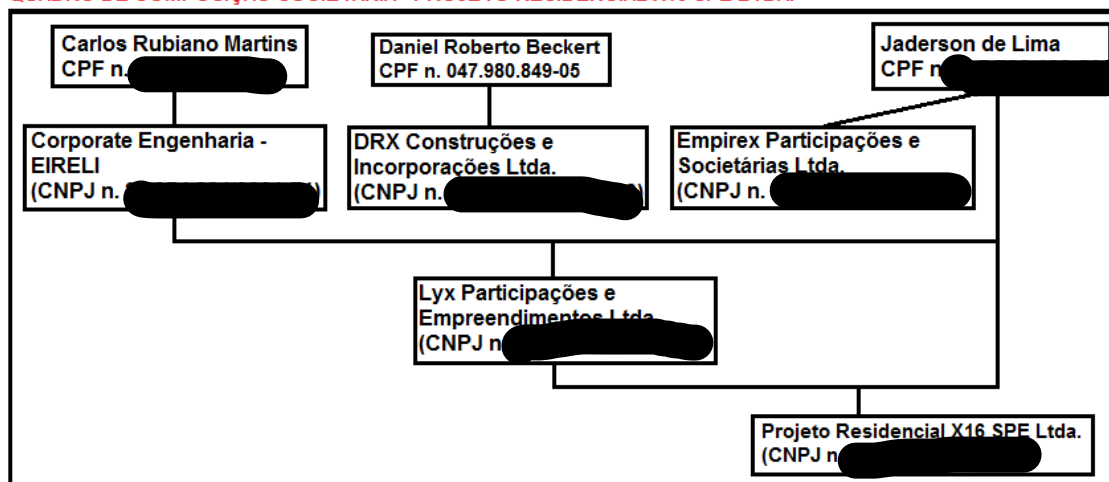 Carlos Rubiano Martins
CPF n.
Daniel Roberto Beckert
CPF n. 047.980.849-05
Jaderson de Lima
CPF n
Corporate Engenharia -
EIRELI
(CNPJ n.
DRX Construções e
Incorporações Ltda.
(CNPJ n.
Empirex Participações e
Societárias Ltda.
(CNPJ n.
Lyx Participações e
Empreendimentos Ltda
(CNPJ n
Projeto Residencial X16 SPE Ltda.
(CNPJ n